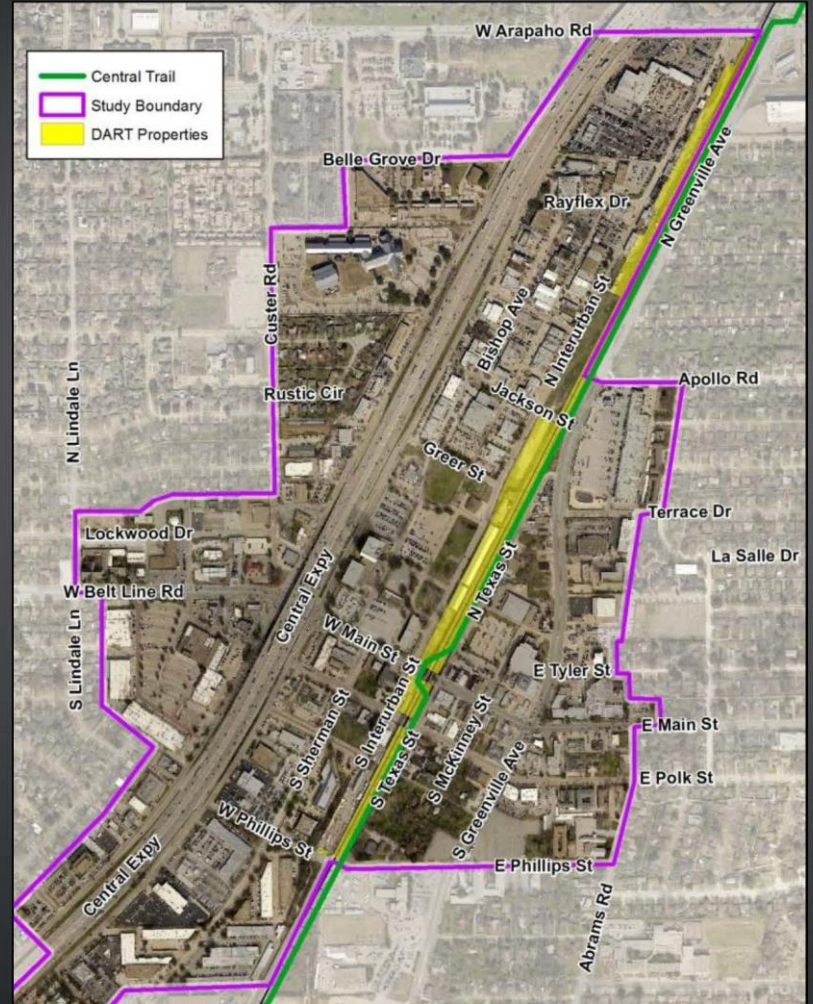 W Arapaho Rd
Central Trail
Study Boundary
DART Properties
Belle Grove Dr
N Greenville Ave
Rayflex Dr
Custer Rd
Bishop Ave
N Interurban St
N Lindale Ln
Rustic Cir
Apollo Rd
Jackson St
Greer St
Terrace Dr
Lockwood Dr
La Salle Dr
W Belt Line Rd
Central Expy
N Texas St
S Lindale Ln
W Main St
E Tyler St
S Interurban St
S Sherman St
E Main St
S McKinney St
S Texas St
E Polk St
S Greenville Ave
W Phillips St
E Phillips St
Central Expy
Abrams Rd